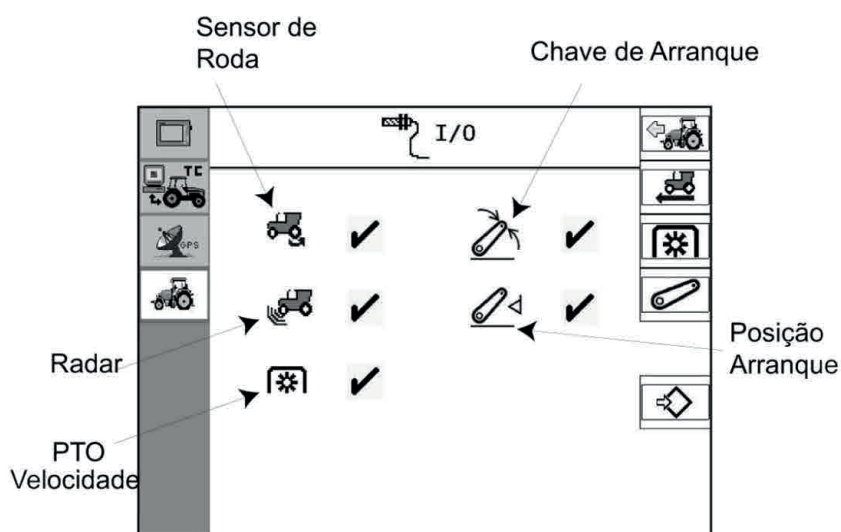 Sensor de
Roda
Chave de Arranque
I/O
TC
GPS
Radar
Posição
Arranque
PTO
Velocidade